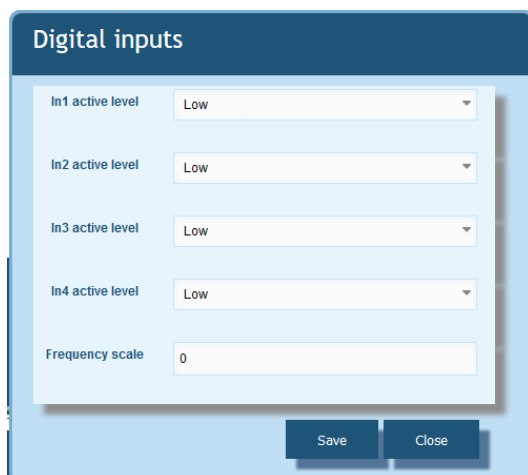 Digital inputs
In1 active level Low
In2 active level Low
In3 active level Low
In4 active level Low
Frequency scale 0
Save Close